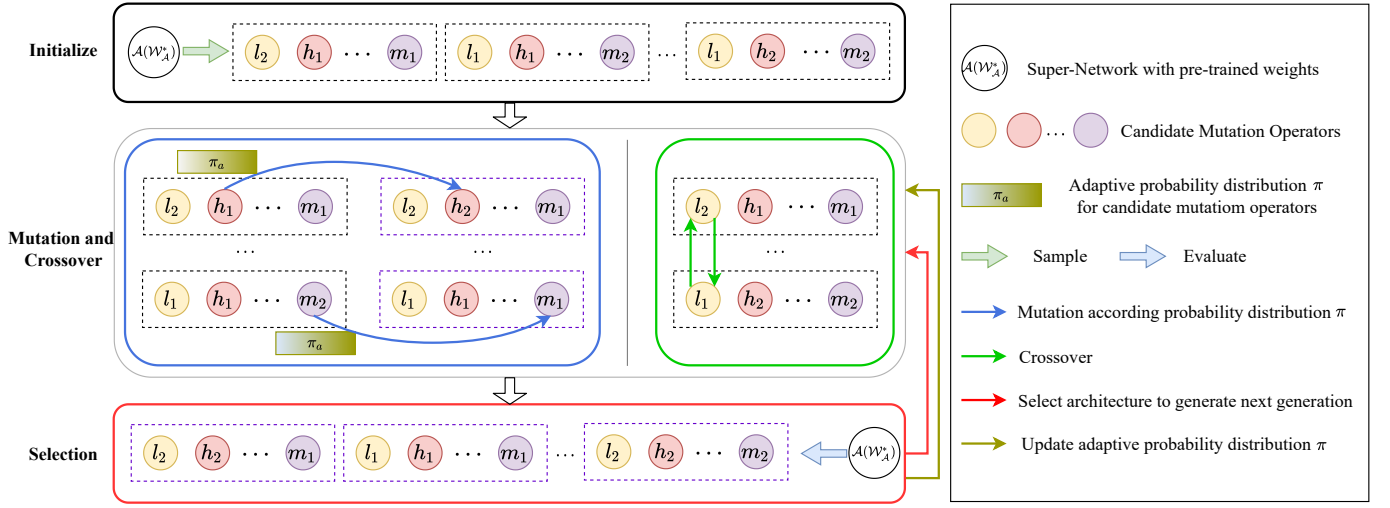 Initialize
𝒜(𝒲*_𝒜)
l₂ h₁ ··· m₁
l₁ h₁ ··· m₂
...
l₁ h₂ ··· m₂
Mutation and
Crossover
π_a
l₂ h₁ ··· m₁
l₂ h₂ ··· m₁
...
...
l₁ h₁ ··· m₂
l₁ h₁ ··· m₁
π_a
l₂ h₁ ··· m₁
...
l₁ h₂ ··· m₂
Selection
l₂ h₂ ··· m₁
l₁ h₁ ··· m₁
...
l₂ h₂ ··· m₂
𝒜(𝒲*_𝒜)
𝒜(𝒲*_𝒜)
Super-Network with pre-trained weights
...
Candidate Mutation Operators
π_a
Adaptive probability distribution π
for candidate mutatiom operators
Sample
Evaluate
Mutation according probability distribution π
Crossover
Select architecture to generate next generation
Update adaptive probability distribution π